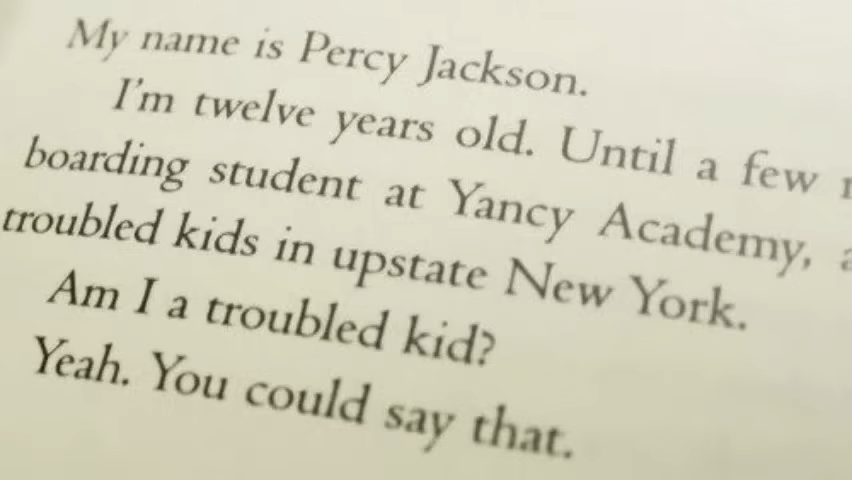 My name is Percy Jackson.
I'm twelve years old. Until a few
boarding student at Yancy Academy,
troubled kids in upstate New York.
Am I a troubled kid?
Yeah. You could say that.